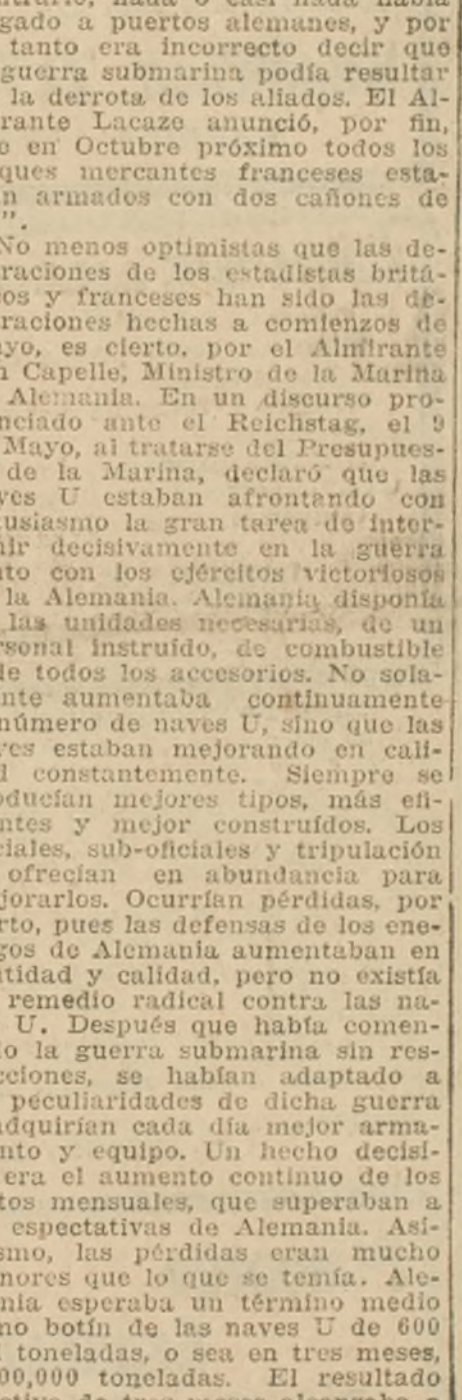 gado a puertos alemanes, y por
tanto era incorrecto decir que
guerra submarina podía resultar
la derrota de los aliados. El Al-
rante Lacaze anunció, por fin,
e en Octubre próximo todos los
ques mercantes franceses esta-
n armados con dos cañones de
".
No menos optimistas que las de-
raciones de los estadistas britá-
os y franceses han sido las de-
raciones hechas a comienzos de
yo, es cierto, por el Almirante
n Capelle, Ministro de la Marina
Alemania. En un discurso pro-
nciado ante el Reichstag, el 9
Mayo, al tratarse del Presupues-
de la Marina, declaró que las
ves U estaban afrontando con
usiasmo la gran tarea de inter-
nir decisivamente en la guerra
nto con los ejércitos victoriosos
la Alemania. Alemania disponía
las unidades necesarias, de un
rsonal instruído, de combustible
de todos los accesorios. No sola-
nte aumentaba continuamente
número de naves U, sino que las
ves estaban mejorando en cali-
d constantemente. Siempre se
oducían mejores tipos, más efi-
ntes y mejor construídos. Los
ciales, sub-oficiales y tripulación
ofrecían en abundancia para
jorarlos. Ocurrían pérdidas, por
rto, pues las defensas de los ene-
gos de Alemania aumentaban en
ntidad y calidad, pero no existía
remedio radical contra las na-
U. Después que había comen-
do la guerra submarina sin res-
cciones, se habían adaptado a
peculiaridades de dicha guerra
adquirían cada día mejor arma-
nto y equipo. Un hecho decisi-
era el aumento continuo de los
tos mensuales, que superaban a
espectativas de Alemania. Asi-
smo, las pérdidas eran mucho
nores que lo que se temía. Ale-
nia esperaba un término medio
mo botín de las naves U de 600
l toneladas, o sea en tres meses,
00,000 toneladas. El resultado